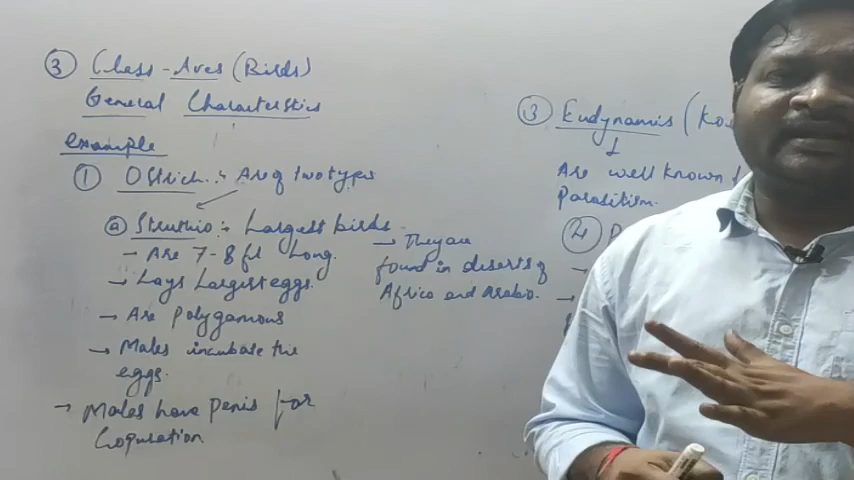 ③ Class - Aves (Birds)
General Characterstics
example
① Ostrich :- Are of two types
ⓐ Struthio :- Largest birds
- Are 7-8 ft long.
→ Lays Largest eggs.
→ Are polygamous
→ Males incubate the
eggs.
→ Males have penis for
Copulation
→ They are
found in deserts of
Africa and Arabia.
③ Eudynamis (Ko
Are well known
Parasitism.
④